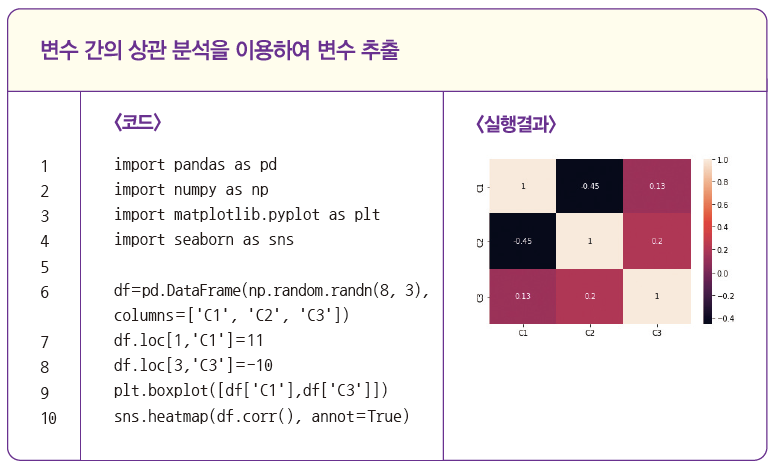 변수 간의 상관 분석을 이용하여 변수 추출
〈코드〉
1 import pandas as pd
2 import numpy as np
3 import matplotlib.pyplot as plt
4 import seaborn as sns
5
6 df=pd.DataFrame(np.random.randn(8, 3),
columns=['C1', 'C2', 'C3'])
7 df.loc[1,'C1']=11
8 df.loc[3,'C3']=-10
9 plt.boxplot([df['C1'],df['C3']])
10 sns.heatmap(df.corr(), annot=True)
〈실행결과〉
C1 1 -0.45 0.13
C2 -0.45 1 0.2
C3 0.13 0.2 1
C1 C2 C3
1.0
0.8
0.6
0.4
0.2
0.0
-0.2
-0.4